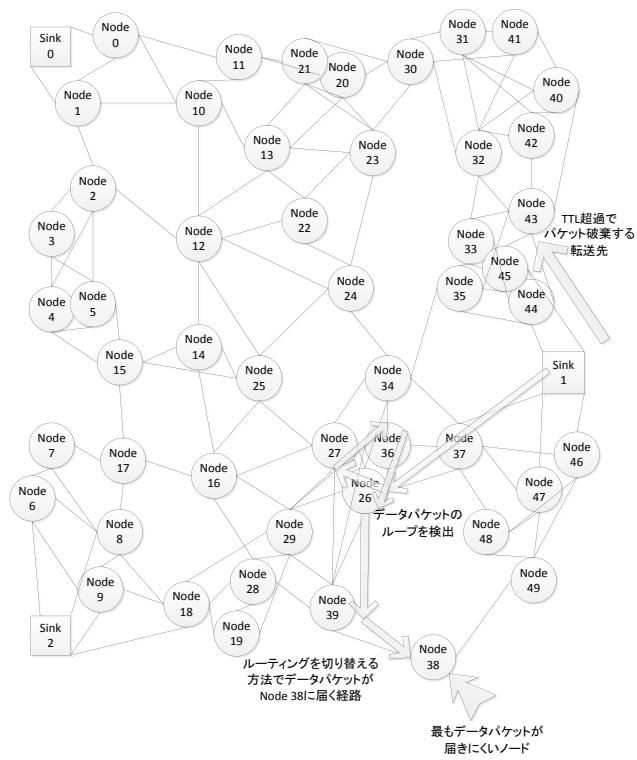 Sink
0
Node
0
Node
1
Node
11
Node
10
Node
21
Node
20
Node
30
Node
31
Node
41
Node
40
Node
42
Node
32
Node
13
Node
23
Node
2
Node
3
Node
4
Node
5
Node
12
Node
22
Node
24
Node
43
Node
33
Node
45
Node
35
Node
44
TTL超過で
パケット破棄する
転送先
Node
15
Node
14
Node
25
Node
34
Sink
1
Node
7
Node
17
Node
16
Node
27
Node
36
Node
37
Node
46
Node
6
Node
8
Node
26
Node
47
データパケットの
ループを検出
Node
29
Node
48
Node
9
Node
18
Node
28
Node
19
Node
39
Node
49
Sink
2
Node
38
ルーティングを切り替える
方法でデータパケットが
Node 38に届く経路
最もデータパケットが
届きにくいノード